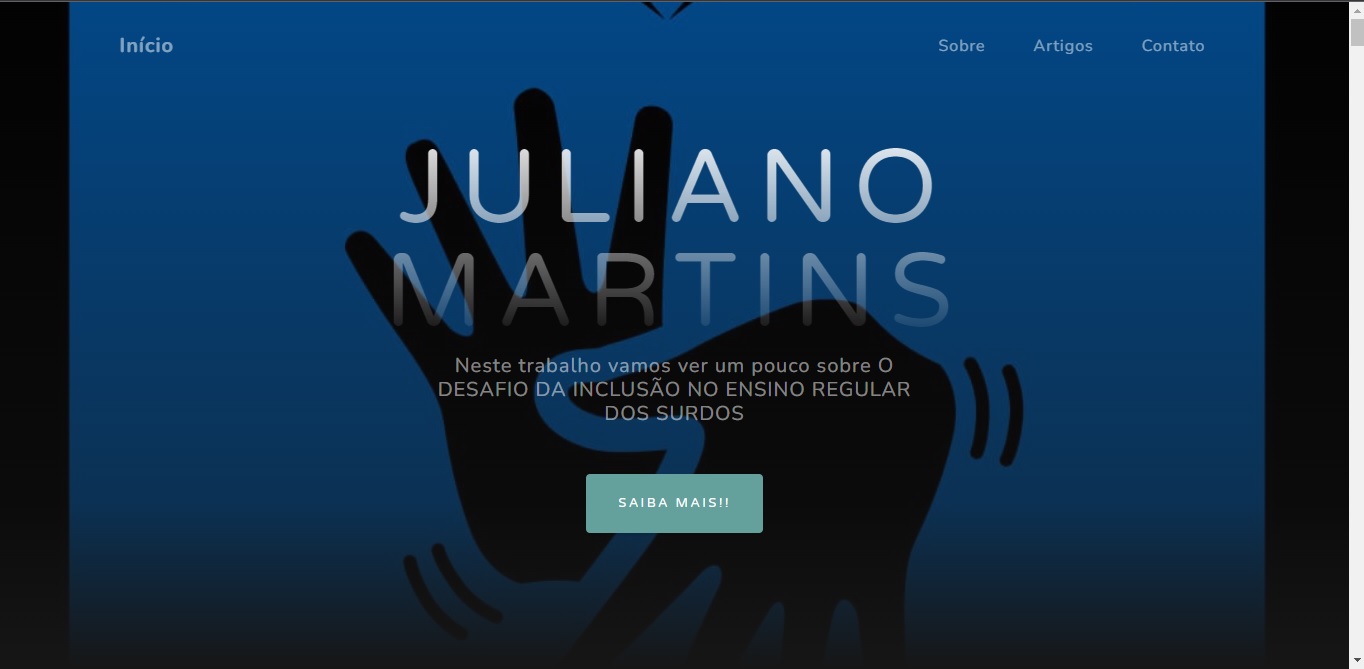 Início
Sobre
Artigos
Contato
JULIANO
MARTINS
Neste trabalho vamos ver um pouco sobre O
DESAFIO DA INCLUSÃO NO ENSINO REGULAR
DOS SURDOS
SAIBA MAIS!!